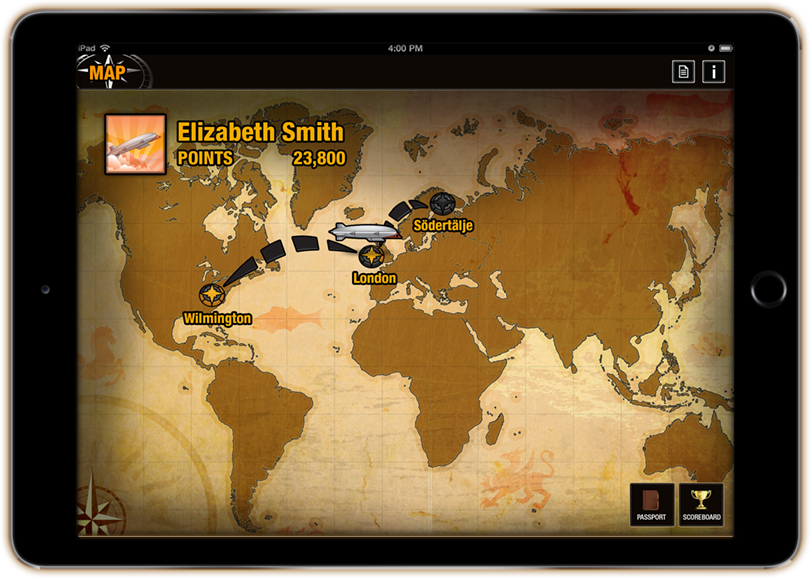 iPad 4:00 PM
MAP
i
Elizabeth Smith
POINTS 23,800
Södertälje
London
Wilmington
PASSPORT SCOREBOARD